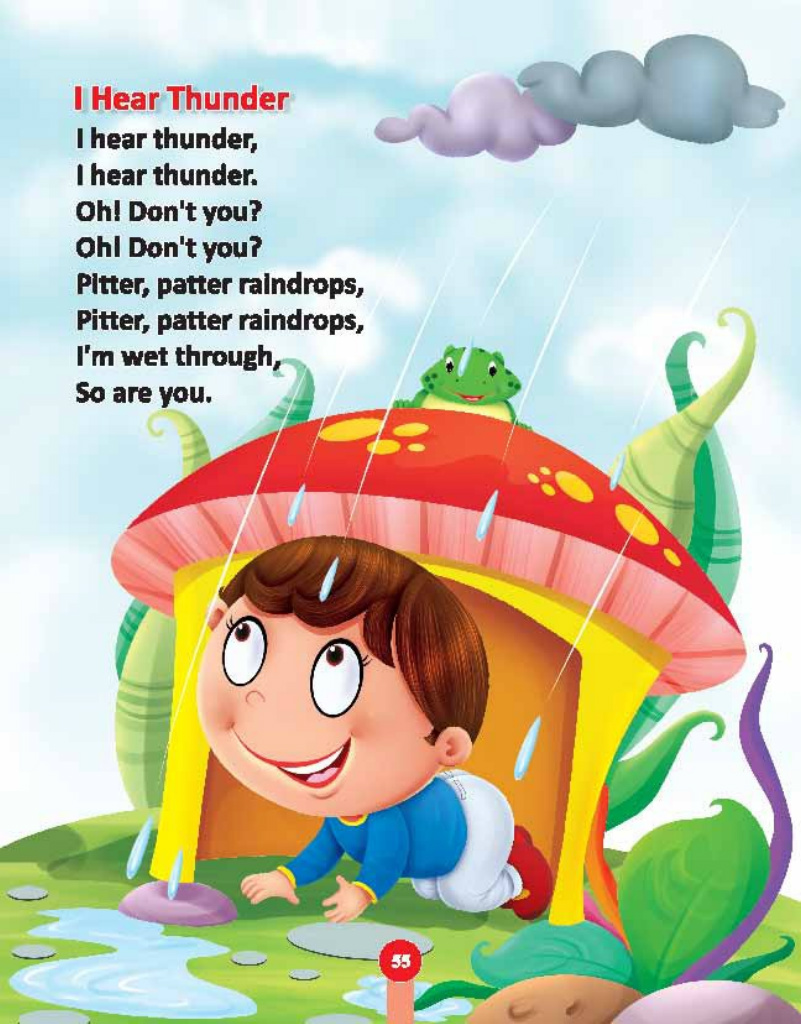 I Hear Thunder
I hear thunder,
I hear thunder.
Oh! Don't you?
Oh! Don't you?
Pitter, patter raindrops,
Pitter, patter raindrops,
I'm wet through,
So are you.
55